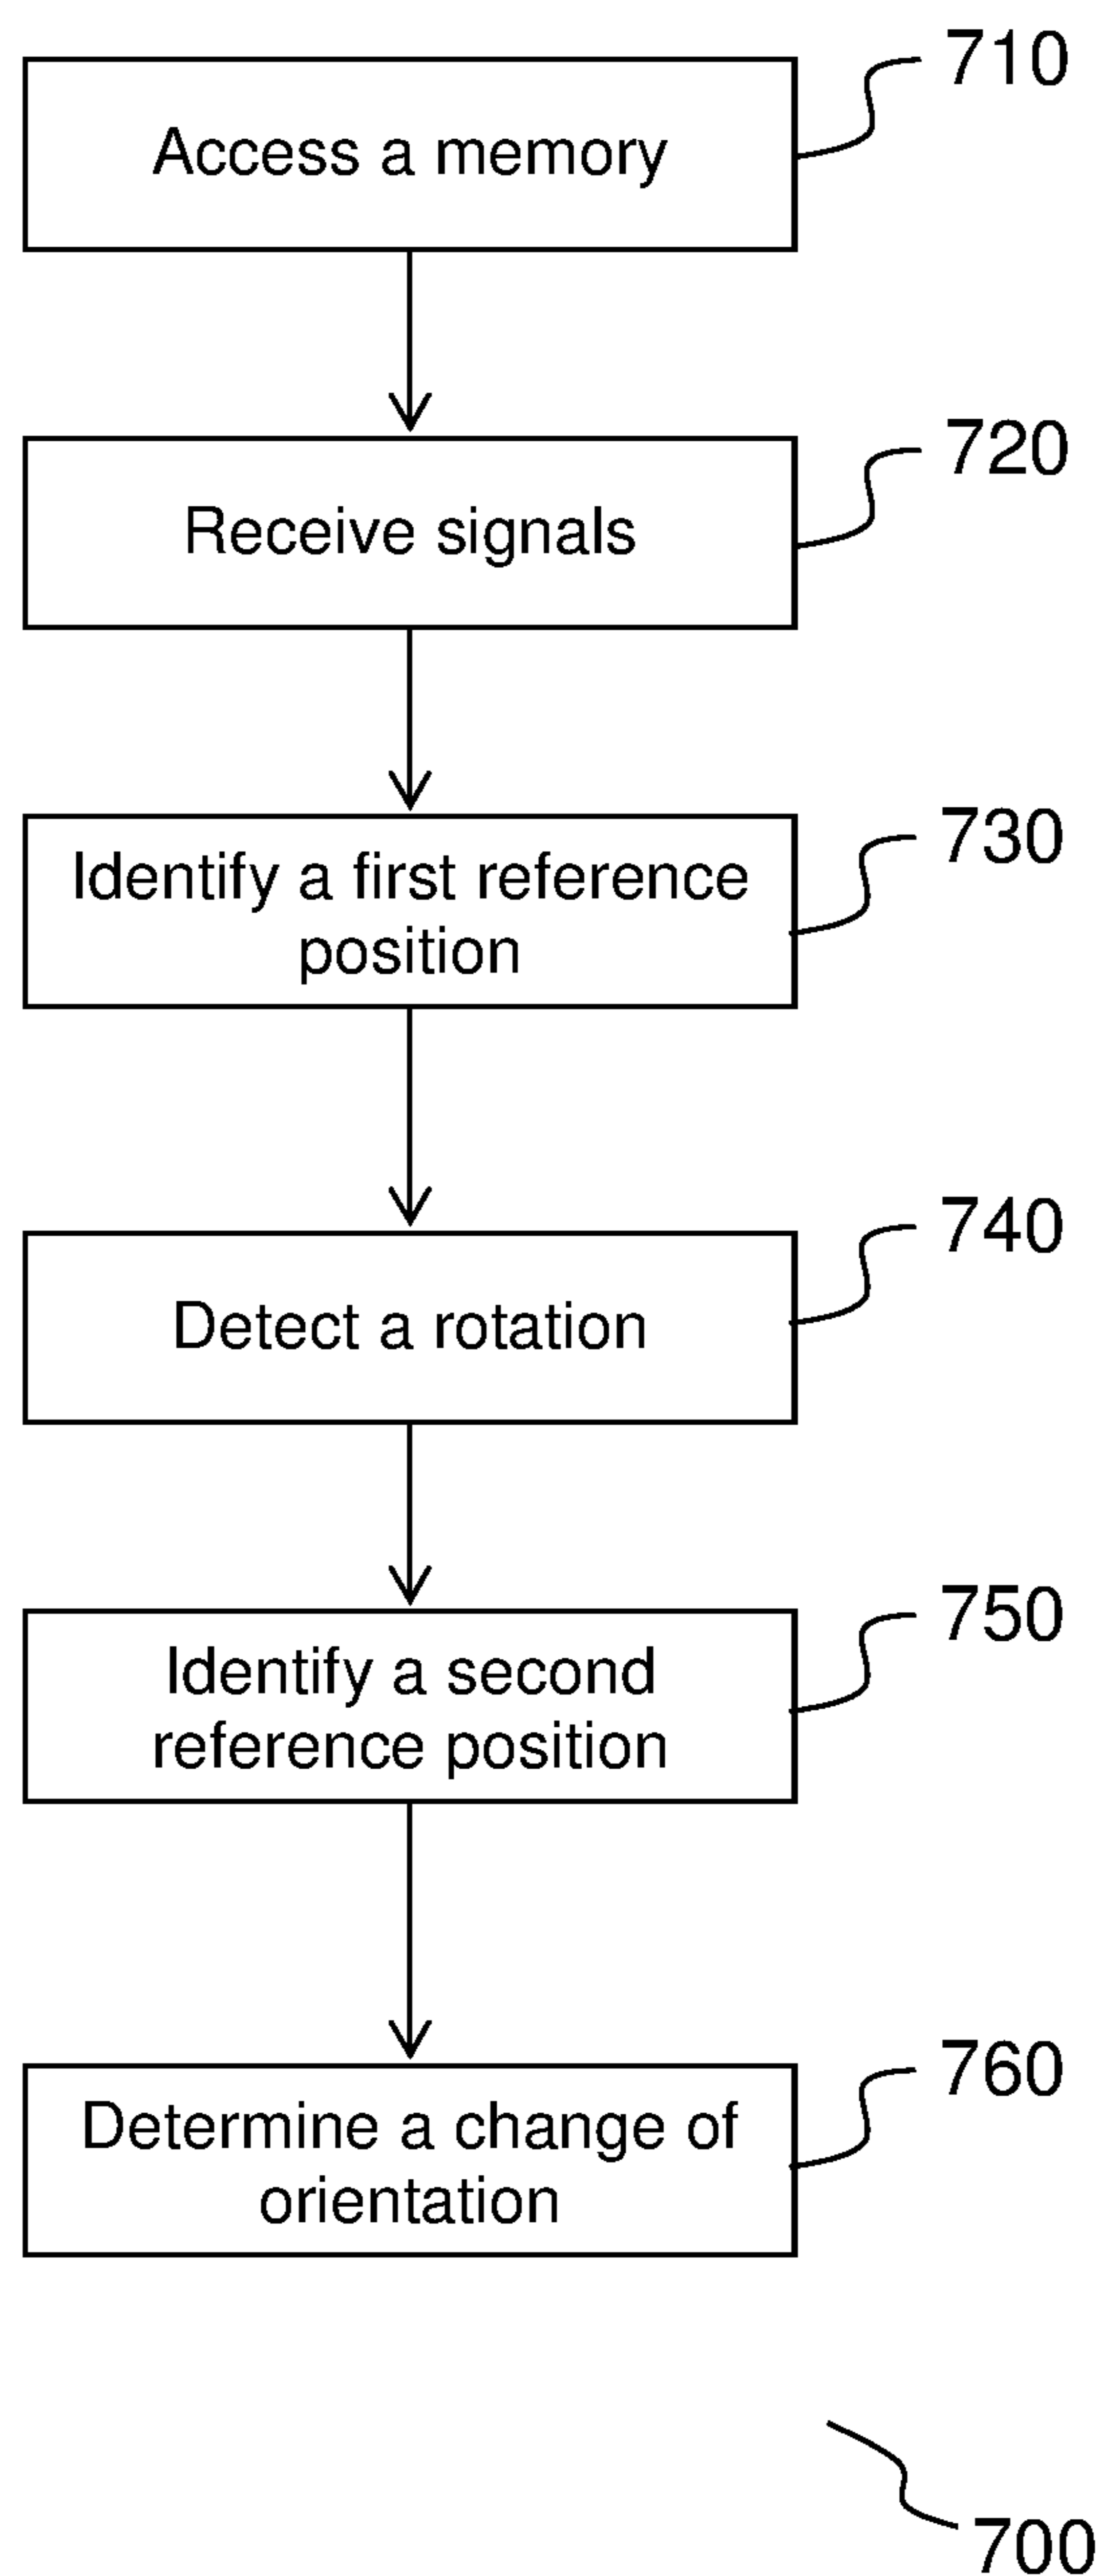 710
Access a memory
720
Receive signals
730
Identify a first reference
position
740
Detect a rotation
750
Identify a second
reference position
760
Determine a change of
orientation
700